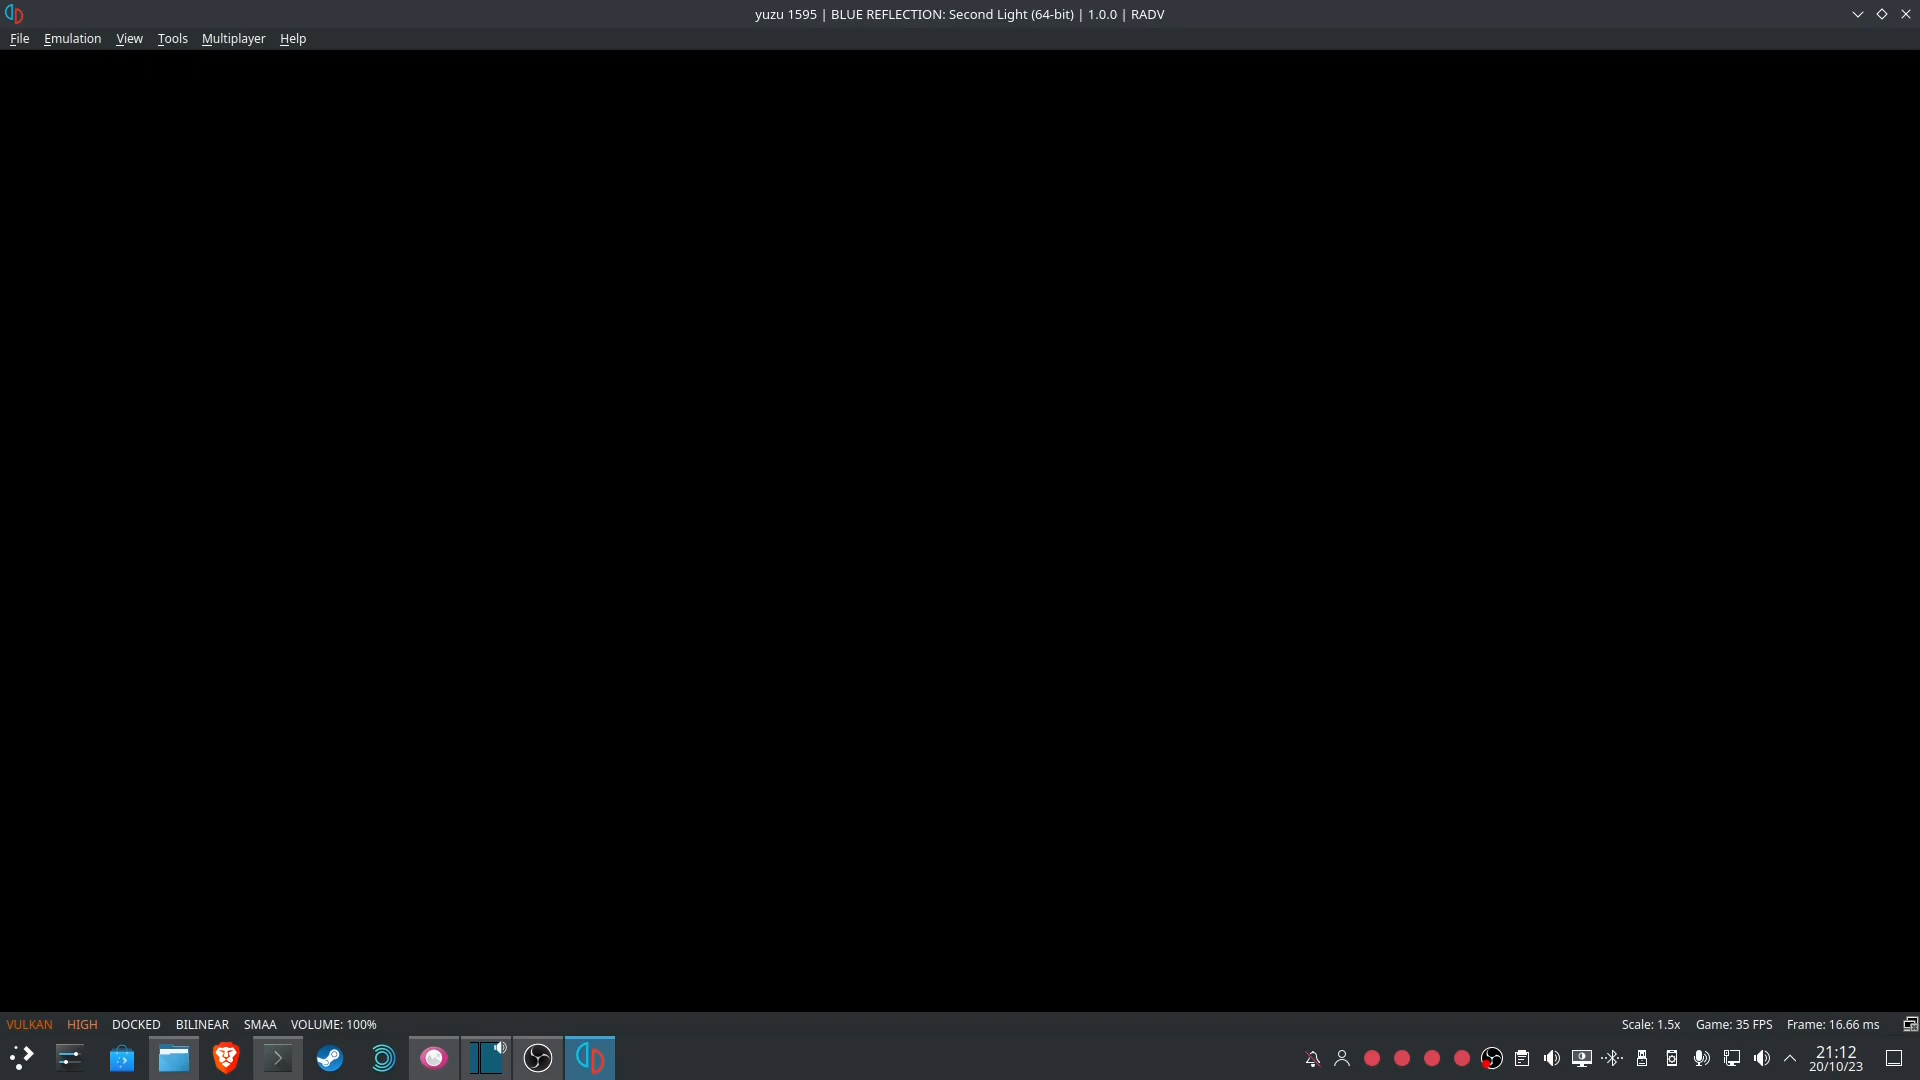 yuzu 1595 | BLUE REFLECTION: Second Light (64-bit) | 1.0.0 | RADV
File Emulation View Tools Multiplayer Help
VULKAN HIGH DOCKED BILINEAR SMAA VOLUME: 100% Scale: 1.5x Game: 35 FPS Frame: 16.66 ms
21:12
20/10/23